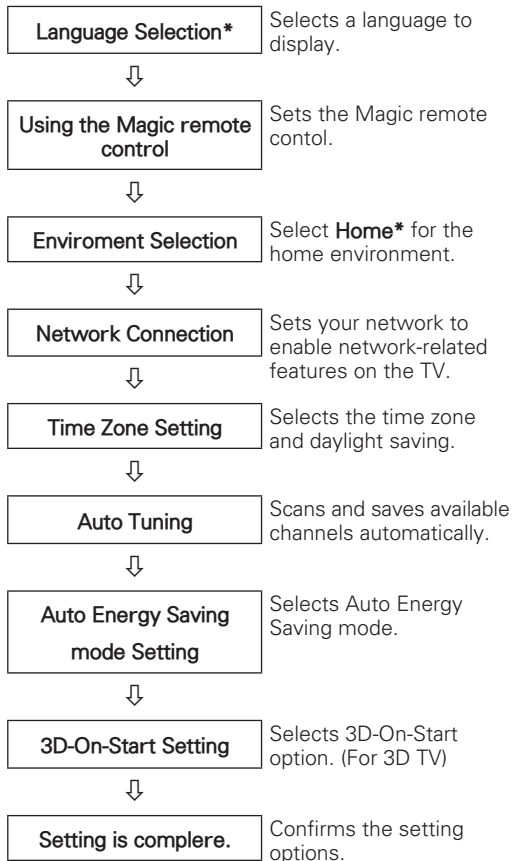 Language Selection*
Selects a language to
display.
Using the Magic remote
control
Sets the Magic remote
contol.
Enviroment Selection
Select Home* for the
home environment.
Network Connection
Sets your network to
enable network-related
features on the TV.
Time Zone Setting
Selects the time zone
and daylight saving.
Auto Tuning
Scans and saves available
channels automatically.
Auto Energy Saving
mode Setting
Selects Auto Energy
Saving mode.
3D-On-Start Setting
Selects 3D-On-Start
option. (For 3D TV)
Setting is complere.
Confirms the setting
options.